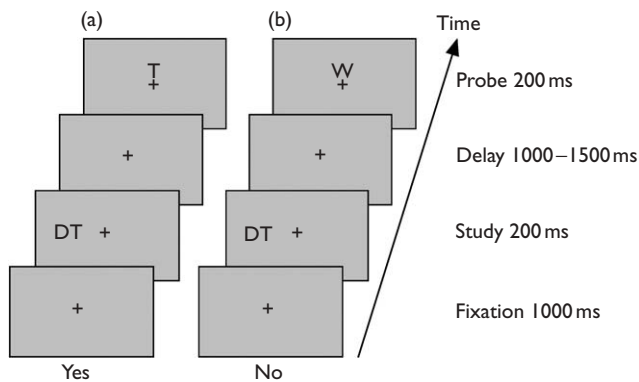 (a)
(b)
Time
T
+
W
+
Probe 200 ms
+
+
Delay 1000–1500 ms
DT +
DT +
Study 200 ms
+
+
Fixation 1000 ms
Yes
No